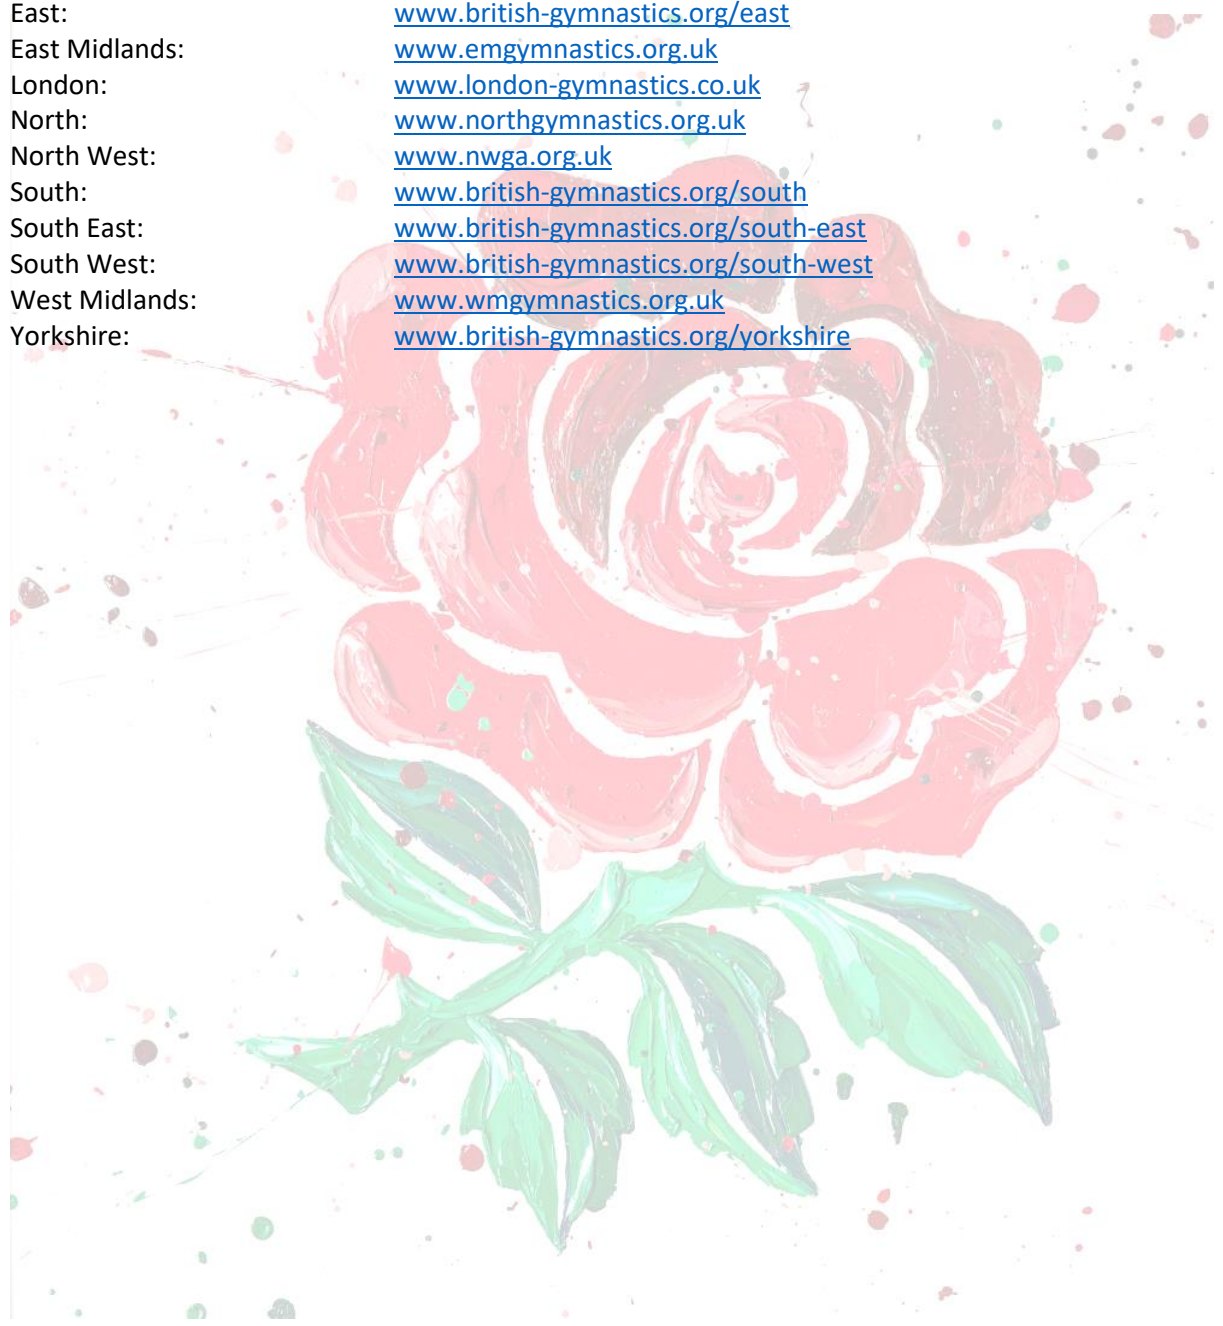 East: www.british-gymnastics.org/east
East Midlands: www.emgymnastics.org.uk
London: www.london-gymnastics.co.uk
North: www.northgymnastics.org.uk
North West: www.nwga.org.uk
South: www.british-gymnastics.org/south
South East: www.british-gymnastics.org/south-east
South West: www.british-gymnastics.org/south-west
West Midlands: www.wmgymnastics.org.uk
Yorkshire: www.british-gymnastics.org/yorkshire